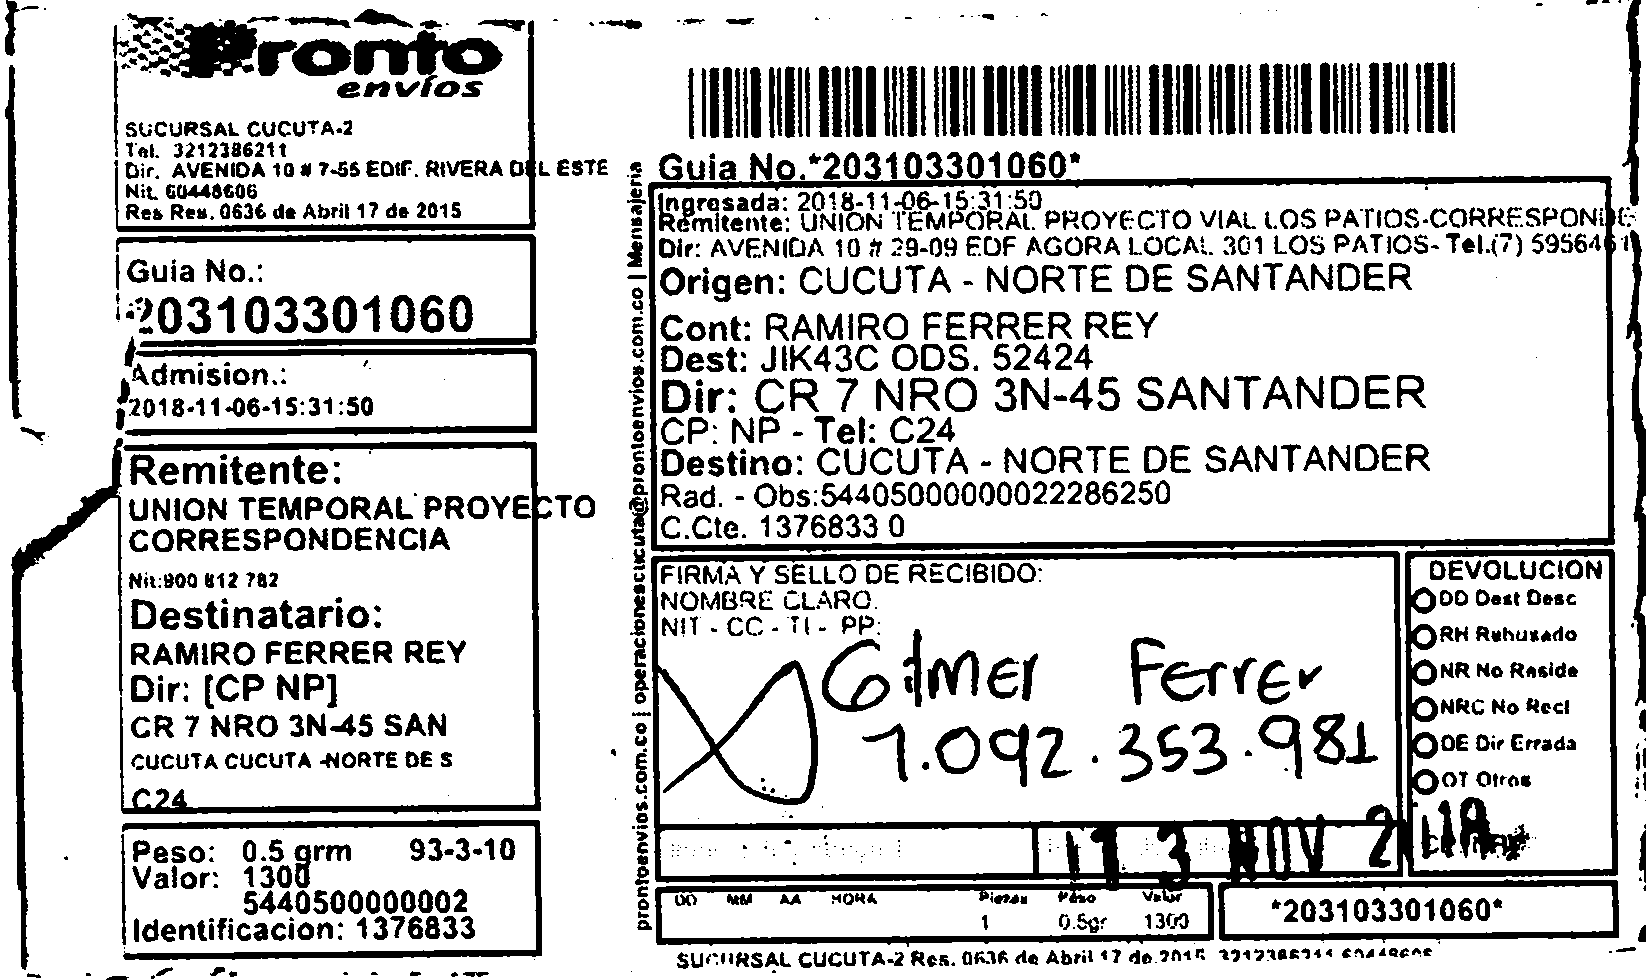 Pronto
envíos
SUCURSAL CUCUTA-2
Tel. 3212386211
Dir. AVENIDA 10 # 7-55 EDIF. RIVERA DEL ESTE
Nit. 60448606
Res Res. 0636 de Abril 17 de 2015
Guia No.:
203103301060
Admision.:
2018-11-06-15:31:50
Remitente:
UNION TEMPORAL PROYECTO
CORRESPONDENCIA
Nit:900 812 782
Destinatario:
RAMIRO FERRER REY
Dir: [CP NP]
CR 7 NRO 3N-45 SAN
CUCUTA CUCUTA -NORTE DE S
C24
Peso: 0.5 grm 93-3-10
Valor: 1300
5440500000002
Identificacion: 1376833
prontoenvios.com.co | operacionescucuta@prontoenvios.com.co | Mensajeria
Guia No.*203103301060*
Ingresada: 2018-11-06-15:31:50
Remitente: UNION TEMPORAL PROYECTO VIAL LOS PATIOS-CORRESPONDE
Dir: AVENIDA 10 # 29-09 EDF AGORA LOCAL 301 LOS PATIOS- Tel.(7) 5956461
Origen: CUCUTA - NORTE DE SANTANDER
Cont: RAMIRO FERRER REY
Dest: JIK43C ODS. 52424
Dir: CR 7 NRO 3N-45 SANTANDER
CP: NP - Tel: C24
Destino: CUCUTA - NORTE DE SANTANDER
Rad. - Obs:54405000000022286250
C.Cte. 1376833 0
FIRMA Y SELLO DE RECIBIDO:
NOMBRE CLARO.
NIT - CC - TI - PP:
Gilmer Ferrer
1.092.353.981
13 NOV
DEVOLUCION
DD Dest Desc
RH Rehusado
NR No Reside
NRC No Recl
DE Dir Errada
OT Otros
DD MM AA HORA Piezas Peso Valor
1 0.5gr 1300
*203103301060*
SUCURSAL CUCUTA-2 Res. 0636 de Abril 17 de 2015 3212386211 60448606